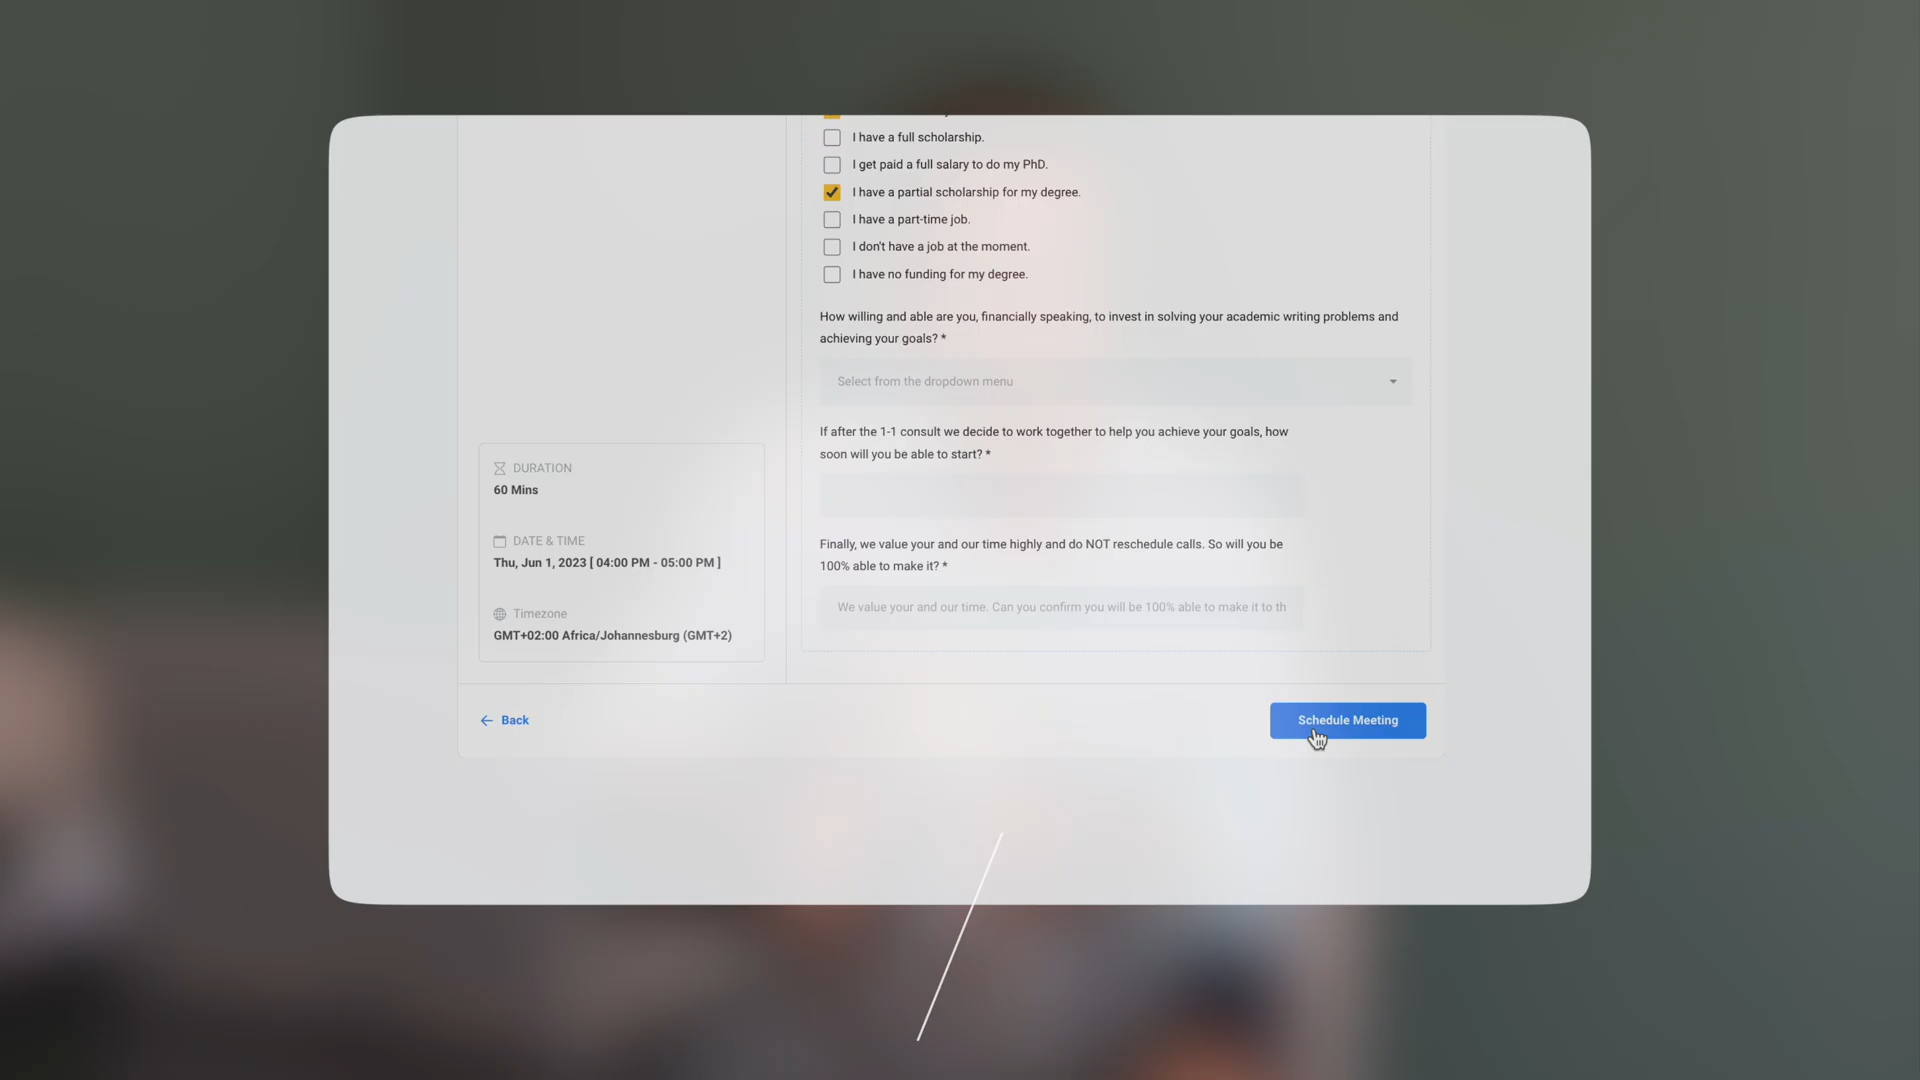 I have a full scholarship.
I get paid a full salary to do my PhD.
I have a partial scholarship for my degree.
I have a part-time job.
I don't have a job at the moment.
I have no funding for my degree.
How willing and able are you, financially speaking, to invest in solving your academic writing problems and
achieving your goals? *
Select from the dropdown menu
If after the 1-1 consult we decide to work together to help you achieve your goals, how
soon will you be able to start? *
Finally, we value your and our time highly and do NOT reschedule calls. So will you be
100% able to make it? *
We value your and our time. Can you confirm you will be 100% able to make it to th
DURATION
60 Mins
DATE & TIME
Thu, Jun 1, 2023 [ 04:00 PM - 05:00 PM ]
Timezone
GMT+02:00 Africa/Johannesburg (GMT+2)
Back
Schedule Meeting